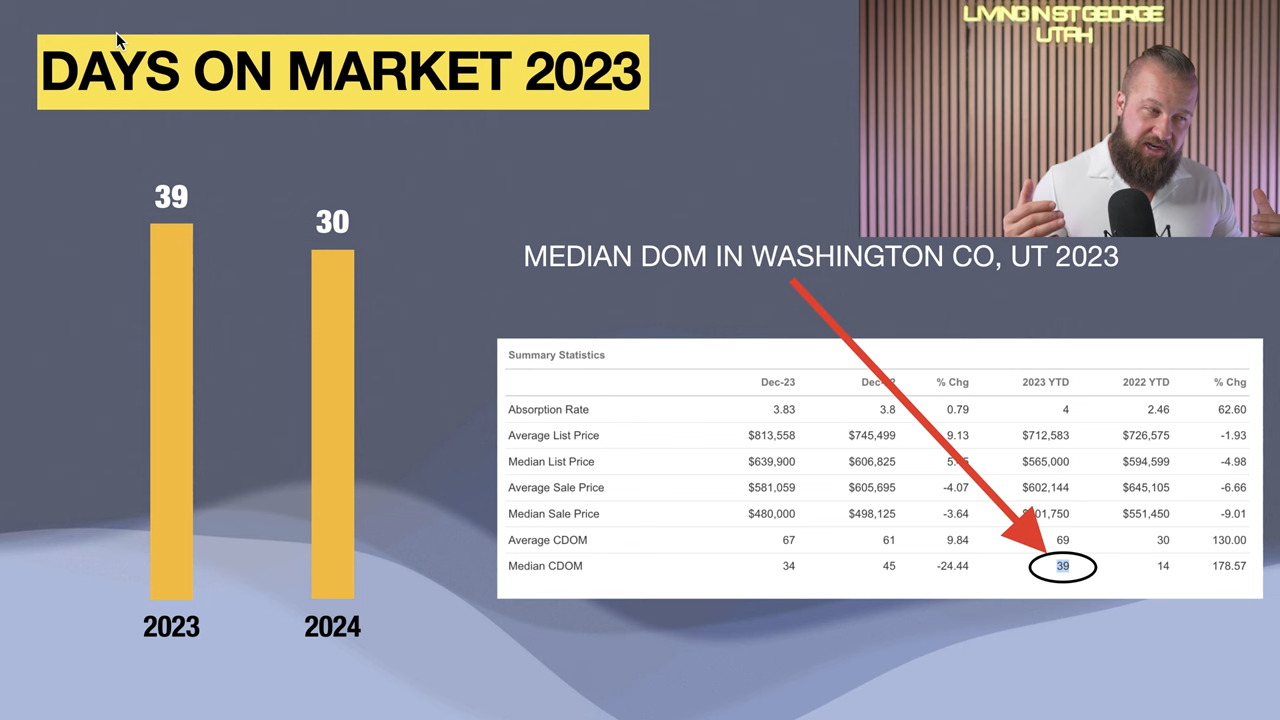 DAYS ON MARKET 2023
LIVING IN ST GEORGE
UTAH
39
30
2023
2024
MEDIAN DOM IN WASHINGTON CO, UT 2023
Summary Statistics
Dec-23 % Chg 2023 YTD 2022 YTD % Chg
Absorption Rate 3.83 3.8 0.79 4 2.46 62.60
Average List Price $813,558 $745,499 9.13 $712,583 $726,575 -1.93
Median List Price $639,900 $606,825 $565,000 $594,599 -4.98
Average Sale Price $581,059 $605,695 -4.07 $602,144 $645,105 -6.66
Median Sale Price $480,000 $498,125 -3.64 $551,450 -9.01
Average CDOM 67 61 9.84 69 30 130.00
Median CDOM 34 45 -24.44 39 14 178.57